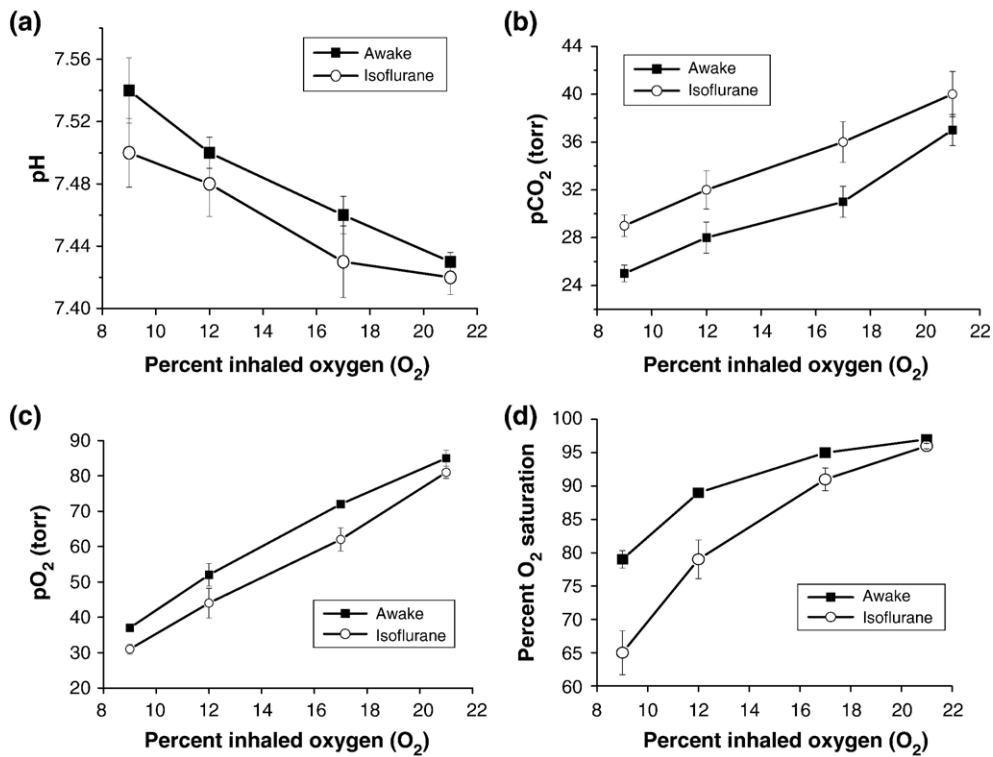 (a)
Awake
Isoflurane
7.56
7.52
7.48
7.44
7.40
pH
8 10 12 14 16 18 20 22
Percent inhaled oxygen (O₂)
(b)
Awake
Isoflurane
44
40
36
32
28
24
pCO₂ (torr)
8 10 12 14 16 18 20 22
Percent inhaled oxygen (O₂)
(c)
90
80
70
60
50
40
30
20
pO₂ (torr)
Awake
Isoflurane
8 10 12 14 16 18 20 22
Percent inhaled oxygen (O₂)
(d)
100
95
90
85
80
75
70
65
60
Percent O₂ saturation
Awake
Isoflurane
8 10 12 14 16 18 20 22
Percent inhaled oxygen (O₂)